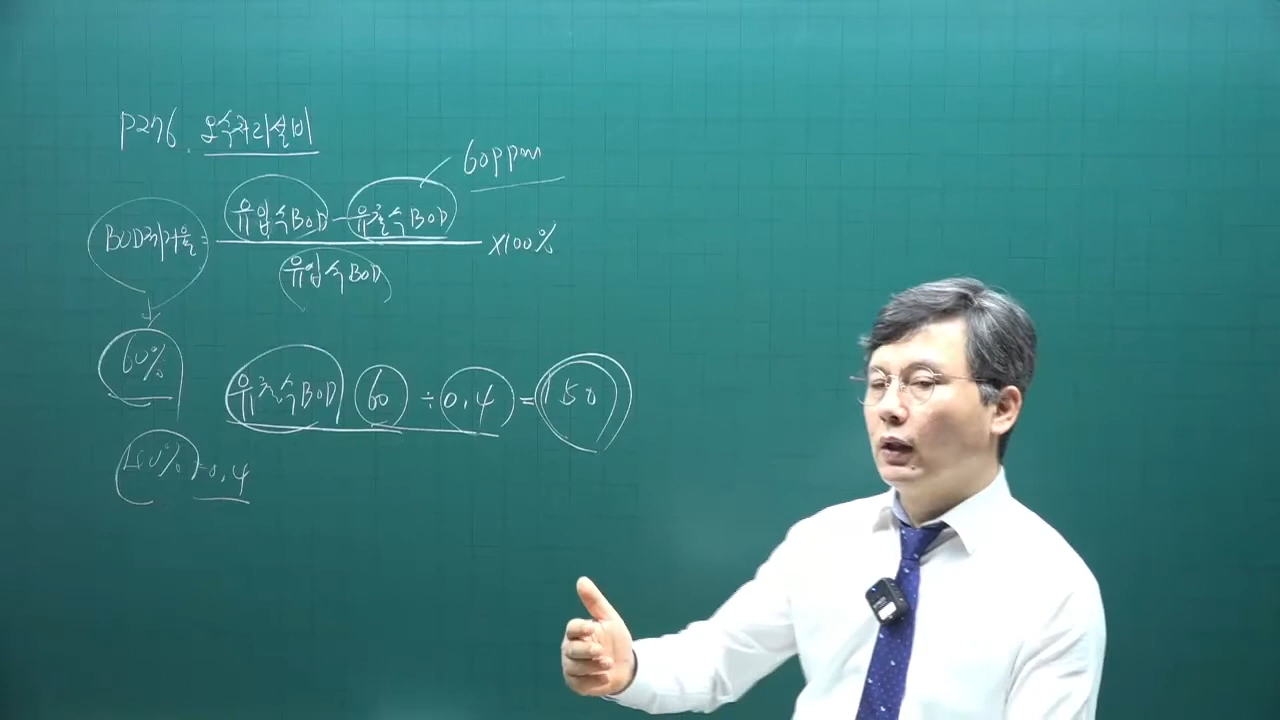 P276. 오수처리설비
60ppm
BOD제거율 = 유입수BOD - 유출수BOD / 유입수BOD ×100%
60%
유출수BOD 60 ÷ 0.4 = 150
40% = 0.4